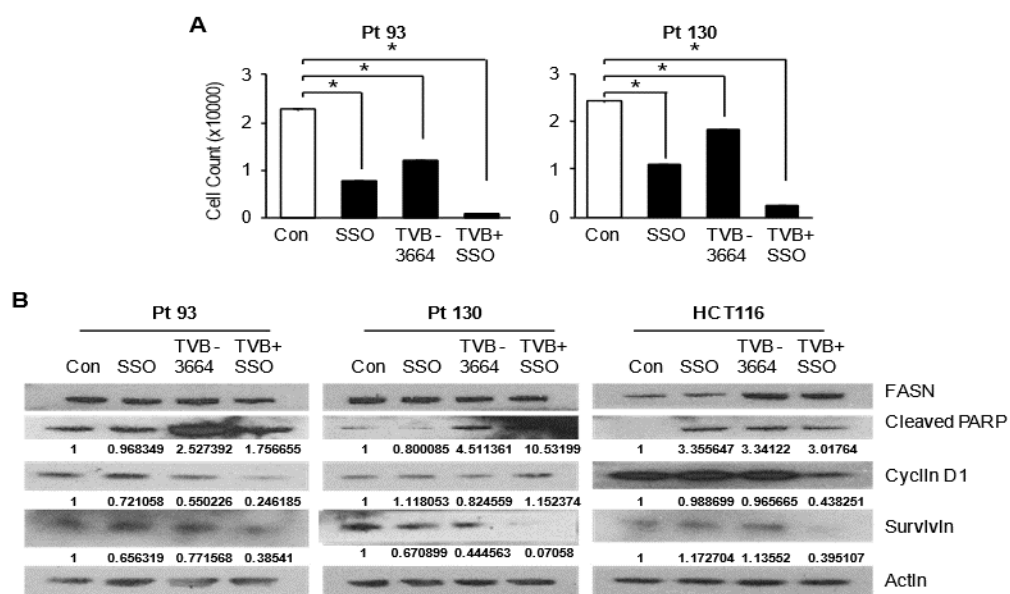 A
Pt 93
Pt 130
*
*
*
*
*
*
Cell Count (x10000)
3
2
1
0
3
2
1
0
Con SSO TVB-3664 TVB+SSO
Con SSO TVB-3664 TVB+SSO
B
Pt 93 Pt 130 HCT116
Con SSO TVB-3664 TVB+SSO
Con SSO TVB-3664 TVB+SSO
Con SSO TVB-3664 TVB+SSO
FASN
Cleaved PARP
1 0.968349 2.527392 1.756655 1 0.800085 4.511361 10.53199 1 3.355647 3.34122 3.01764
Cyclin D1
1 0.721058 0.550226 0.246185 1 1.118053 0.824559 1.152374 1 0.988699 0.965665 0.438251
Survivin
1 0.656319 0.771568 0.38541 1 0.670899 0.444563 0.07058 1 1.172704 1.13552 0.395107
Actin